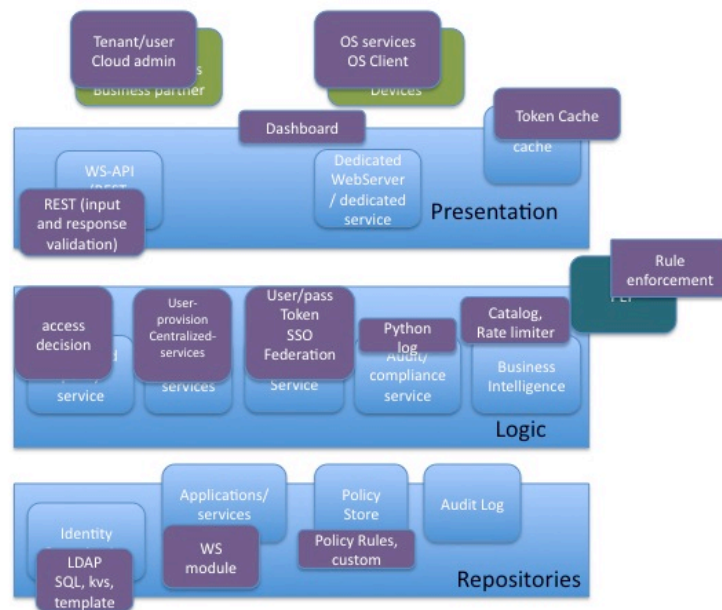 Tenant/user
Cloud admin
Business partner
OS services
OS Client
Devices
Dashboard
Token Cache
cache
WS-API
REST (input
and response
validation)
Dedicated
WebServer
/ dedicated
service
Presentation
Rule
enforcement
access
decision
service
User-
provision
Centralized-
services
services
User/pass
Token
SSO
Federation
Service
Python
log
Audit/
compliance
service
Catalog,
Rate limiter
Business
Intelligence
Logic
Identity
LDAP
SQL, kvs,
template
Applications/
services
WS
module
Policy
Store
Policy Rules,
custom
Audit Log
Repositories